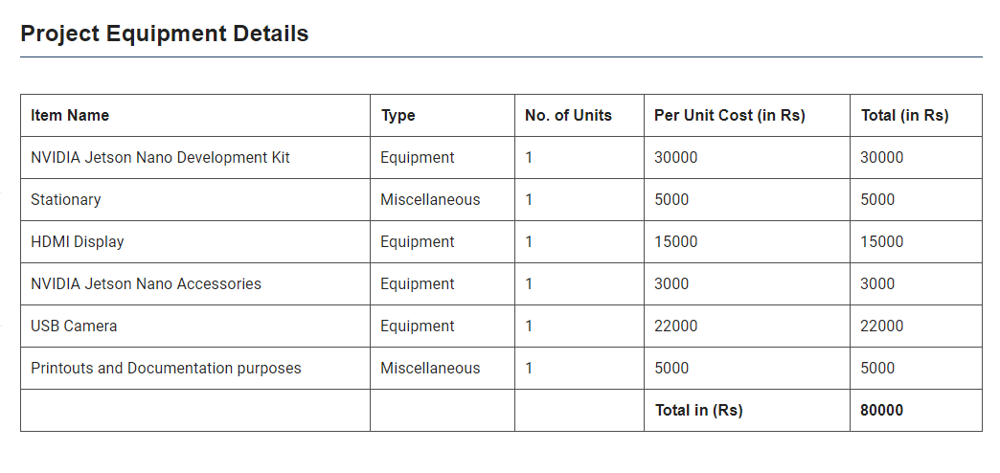 Project Equipment Details
Item Name Type No. of Units Per Unit Cost (in Rs) Total (in Rs)
NVIDIA Jetson Nano Development Kit Equipment 1 30000 30000
Stationary Miscellaneous 1 5000 5000
HDMI Display Equipment 1 15000 15000
NVIDIA Jetson Nano Accessories Equipment 1 3000 3000
USB Camera Equipment 1 22000 22000
Printouts and Documentation purposes Miscellaneous 1 5000 5000
Total in (Rs) 80000